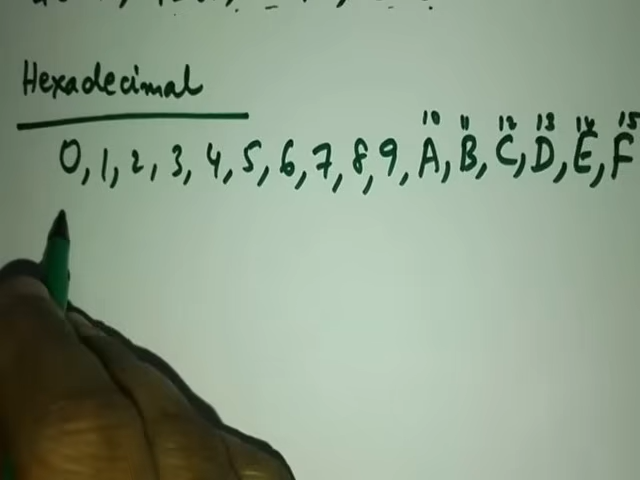 Hexadecimal
10 11 12 13 14 15
0, 1, 2, 3, 4, 5, 6, 7, 8, 9, A, B, C, D, E, F